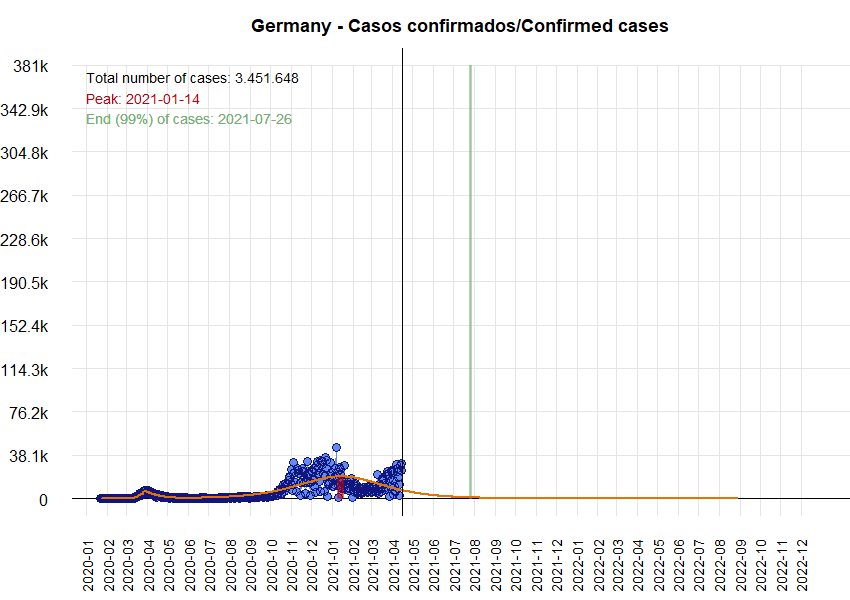 Germany - Casos confirmados/Confirmed cases
Total number of cases: 3.451.648
Peak: 2021-01-14
End (99%) of cases: 2021-07-26
381k
342.9k
304.8k
266.7k
228.6k
190.5k
152.4k
114.3k
76.2k
38.1k
0
2020-01
2020-02
2020-03
2020-04
2020-05
2020-06
2020-07
2020-08
2020-09
2020-10
2020-11
2020-12
2021-01
2021-02
2021-03
2021-04
2021-05
2021-06
2021-07
2021-08
2021-09
2021-10
2021-11
2021-12
2022-01
2022-02
2022-03
2022-04
2022-05
2022-06
2022-07
2022-08
2022-09
2022-10
2022-11
2022-12